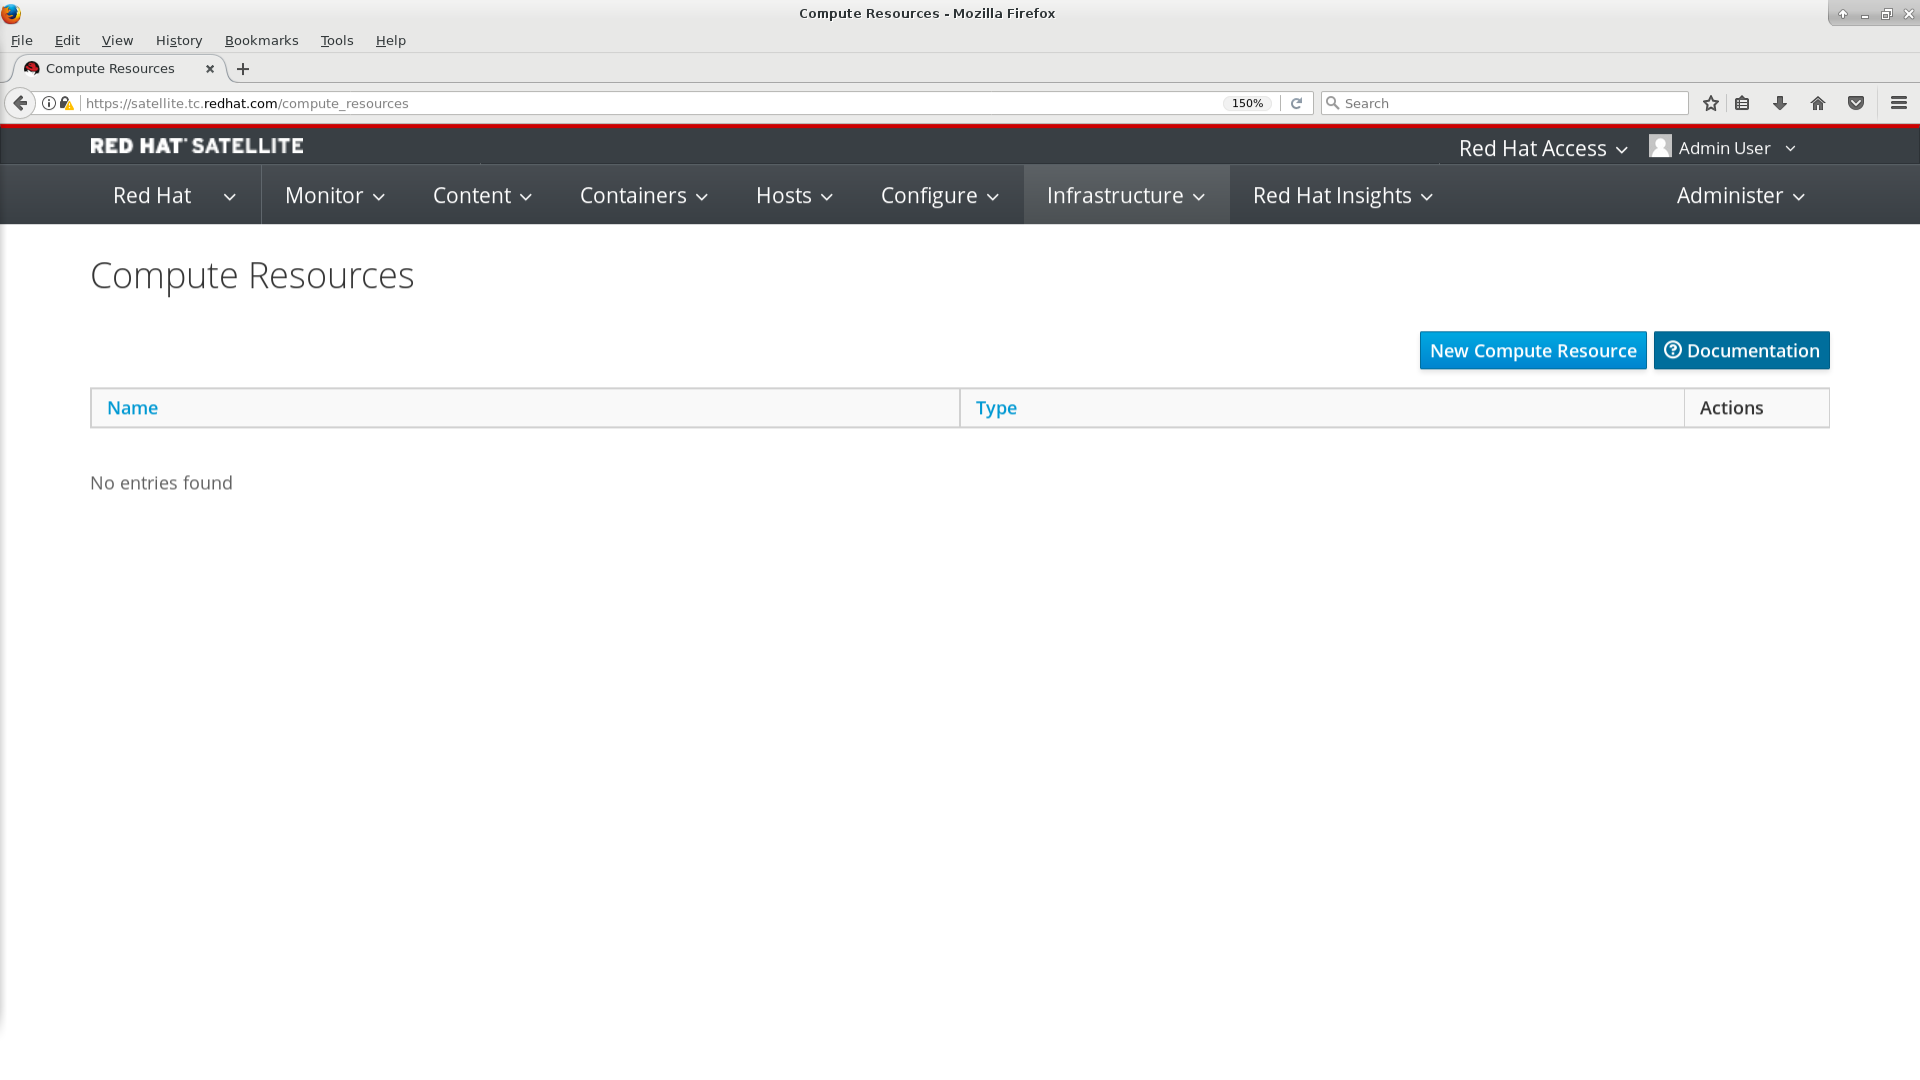 Compute Resources - Mozilla Firefox
File Edit View History Bookmarks Tools Help
Compute Resources
https://satellite.tc.redhat.com/compute_resources 150% Search
RED HAT SATELLITE Red Hat Access Admin User
Red Hat Monitor Content Containers Hosts Configure Infrastructure Red Hat Insights Administer
Compute Resources
New Compute Resource Documentation
Name Type Actions
No entries found